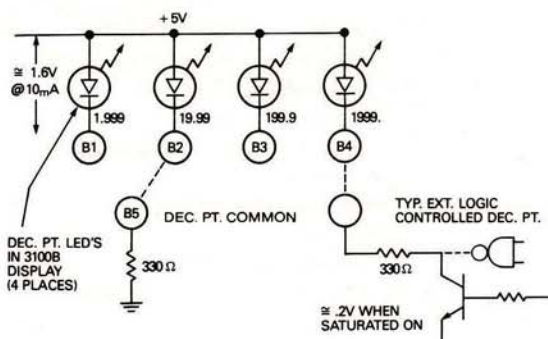 +5V
≅ 1.6V
@10mA
1.999
19.99
199.9
1999.
B1
B2
B3
B4
B5
DEC. PT. COMMON
TYP. EXT. LOGIC
CONTROLLED DEC. PT.
DEC. PT. LED'S
IN 3100B
DISPLAY
(4 PLACES)
330Ω
330Ω
≅ .2V WHEN
SATURATED ON